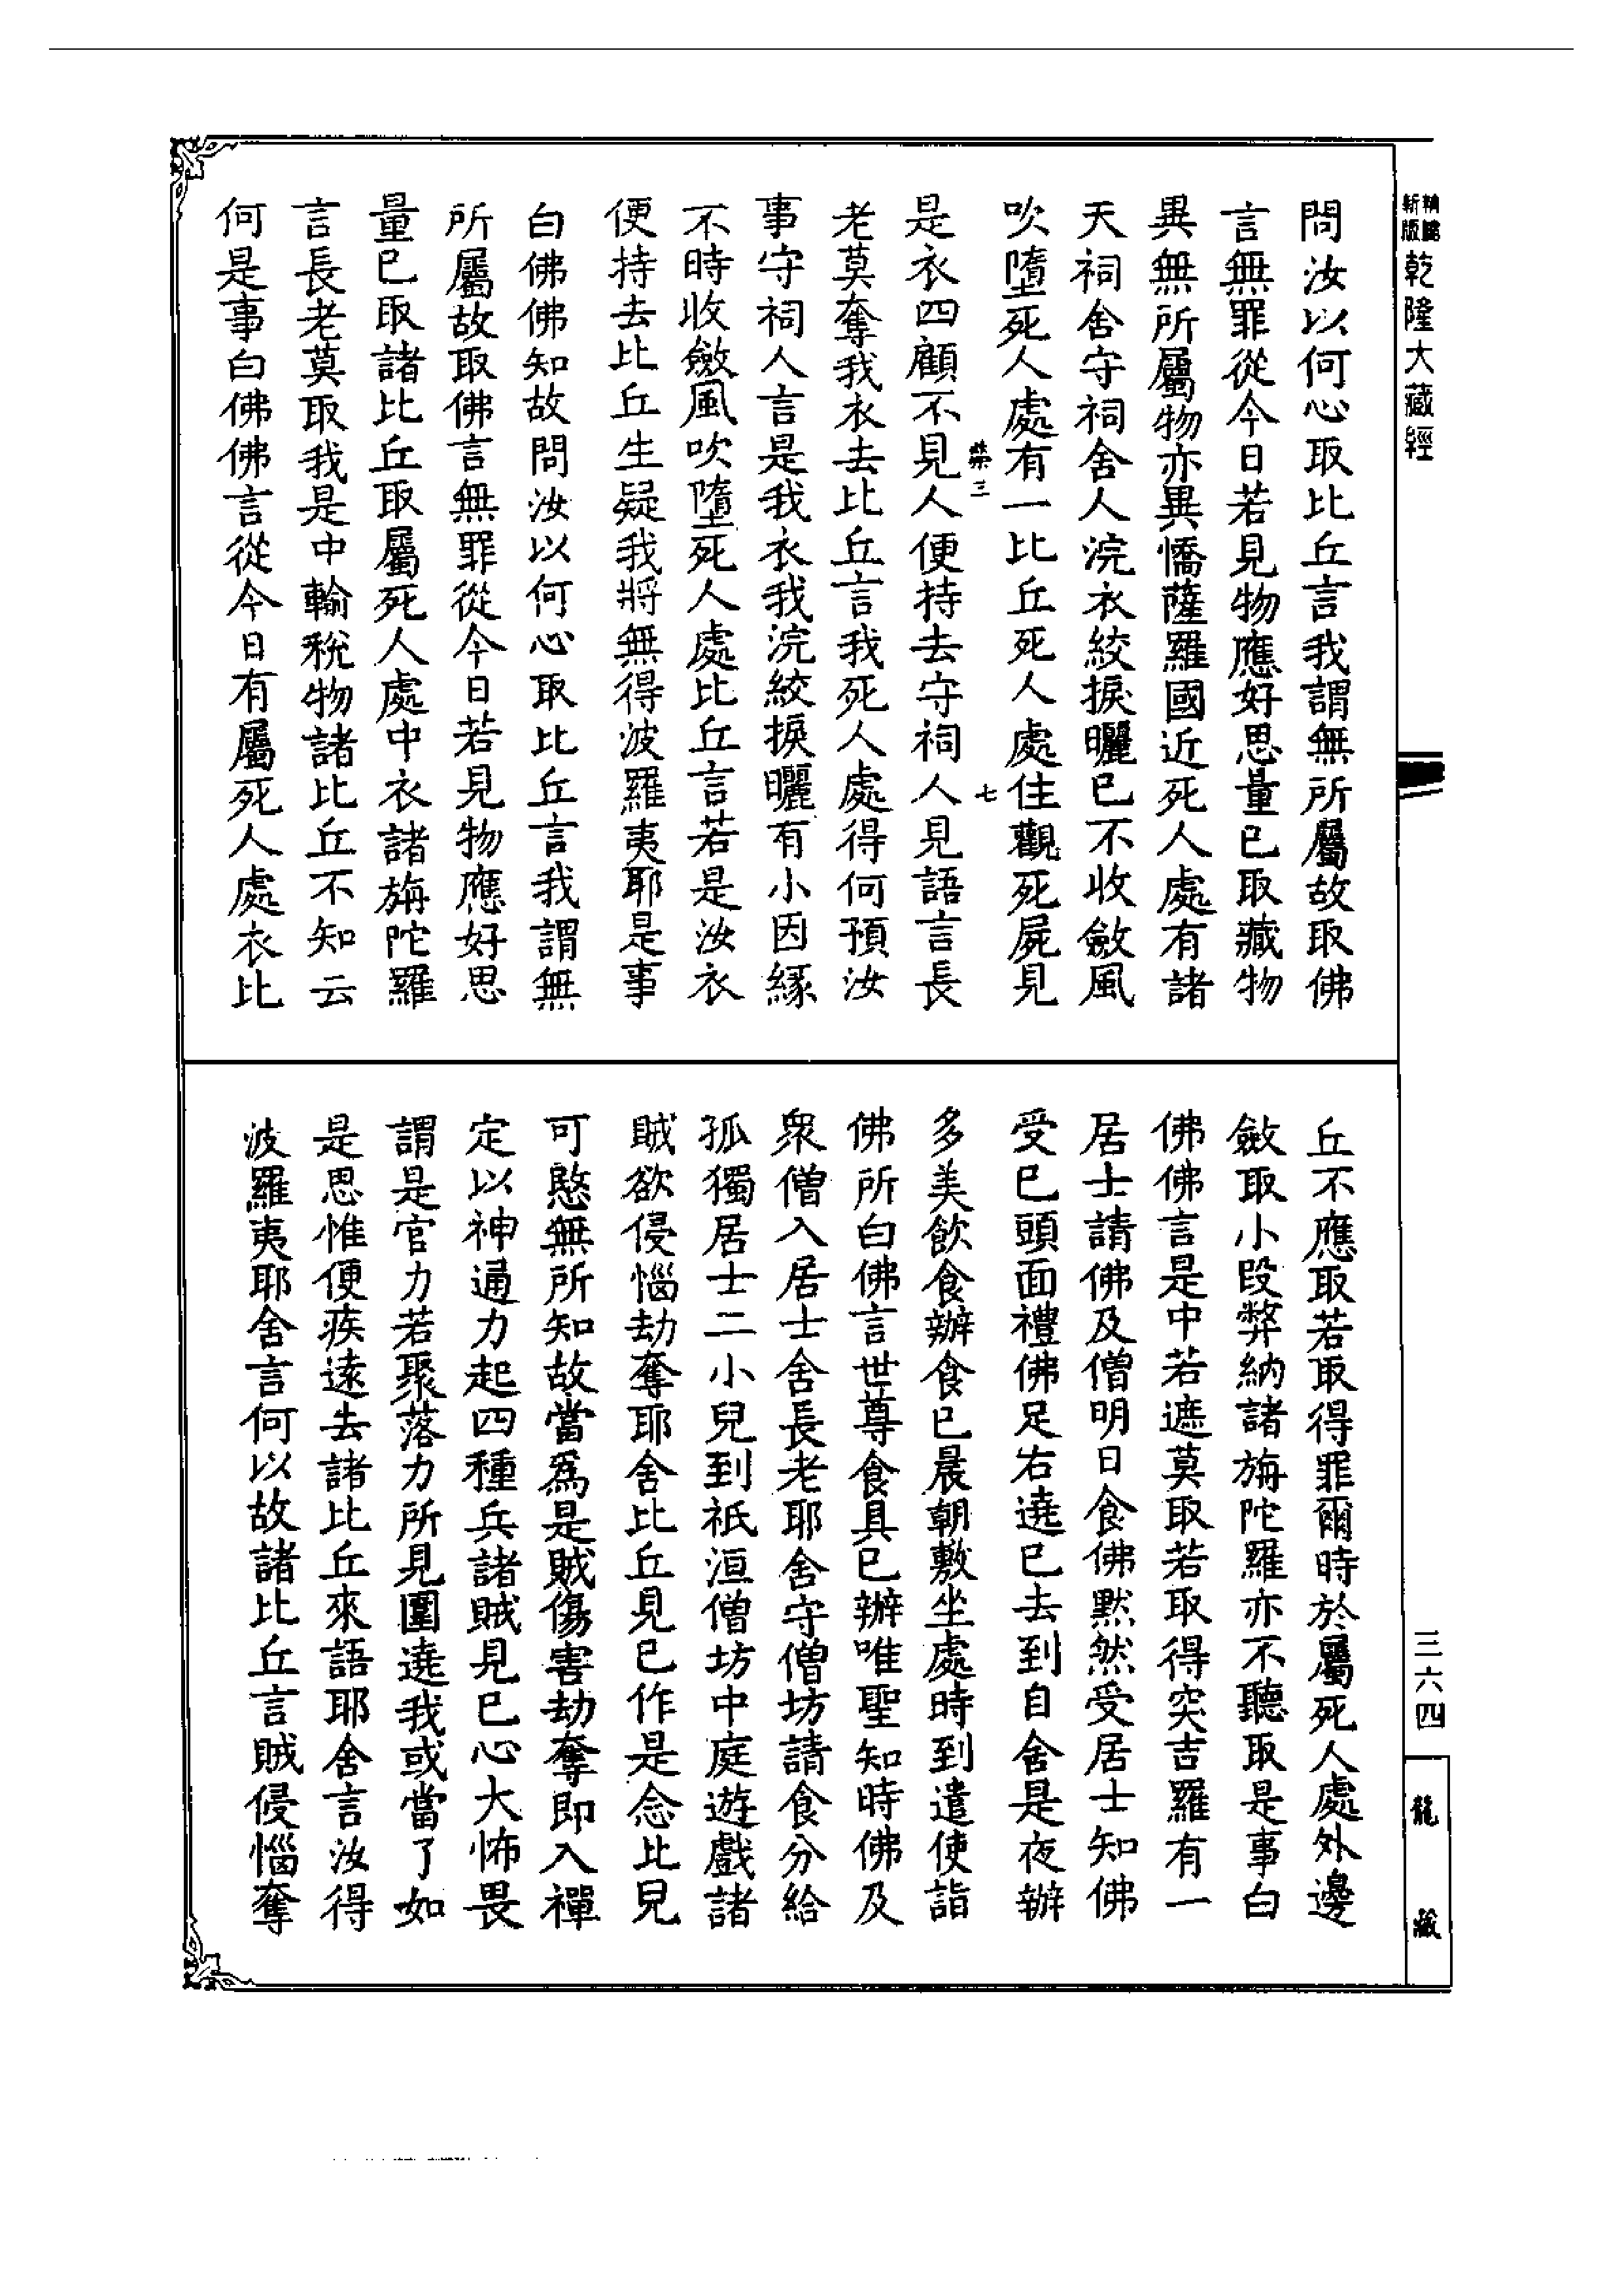 新版
乾隆大藏經
三六四
龍藏
問汝以何心取比丘言我謂無所屬故取佛
言無罪從今日若見物應好思量已取藏物
異無所屬物亦異憍薩羅國近死人處有諸
天祠舍守祠舍人浣衣絞捩曬已不收斂風
吹墮死人處有一比丘死人處住觀死屍見
三 七
是衣四顧不見人便持去守祠人見語言長
老莫奪我衣去比丘言我死人處得何預汝
事守祠人言是我衣我浣絞捩曬有小因緣
不時收斂風吹墮死人處比丘言若是汝衣
便持去比丘生疑我將無得波羅夷耶是事
白佛佛知故問汝以何心取比丘言我謂無
所屬故取佛言無罪從今日若見物應好思
量已取諸比丘取屬死人處中衣諸旃陀羅
言長老莫取我是中輸稅物諸比丘不知云
何是事白佛佛言從今日有屬死人處衣比
丘不應取若取得罪爾時於屬死人處外邊
斂取小段弊納諸旃陀羅亦不聽取是事白
佛佛言是中若遮莫取若取得突吉羅有一
居士請佛及僧明日食佛默然受居士知佛
受已頭面禮佛足右遶已去到自舍是夜辦
多美飲食辦食已晨朝敷坐處時到遣使詣
佛所白佛言世尊食具已辦唯聖知時佛及
眾僧入居士舍長老耶舍守僧坊請食分給
孤獨居士二小兒到祇洹僧坊中庭遊戲諸
賊欲侵惱劫奪耶舍比丘見已作是念此兒
可愍無所知故當為是賊傷害劫奪即入禪
定以神通力起四種兵諸賊見已心大怖畏
謂是官力若聚落力所見圍遶我或當了如
是思惟便疾遠去諸比丘來語耶舍言汝得
波羅夷耶舍言何以故諸比丘言賊侵惱奪